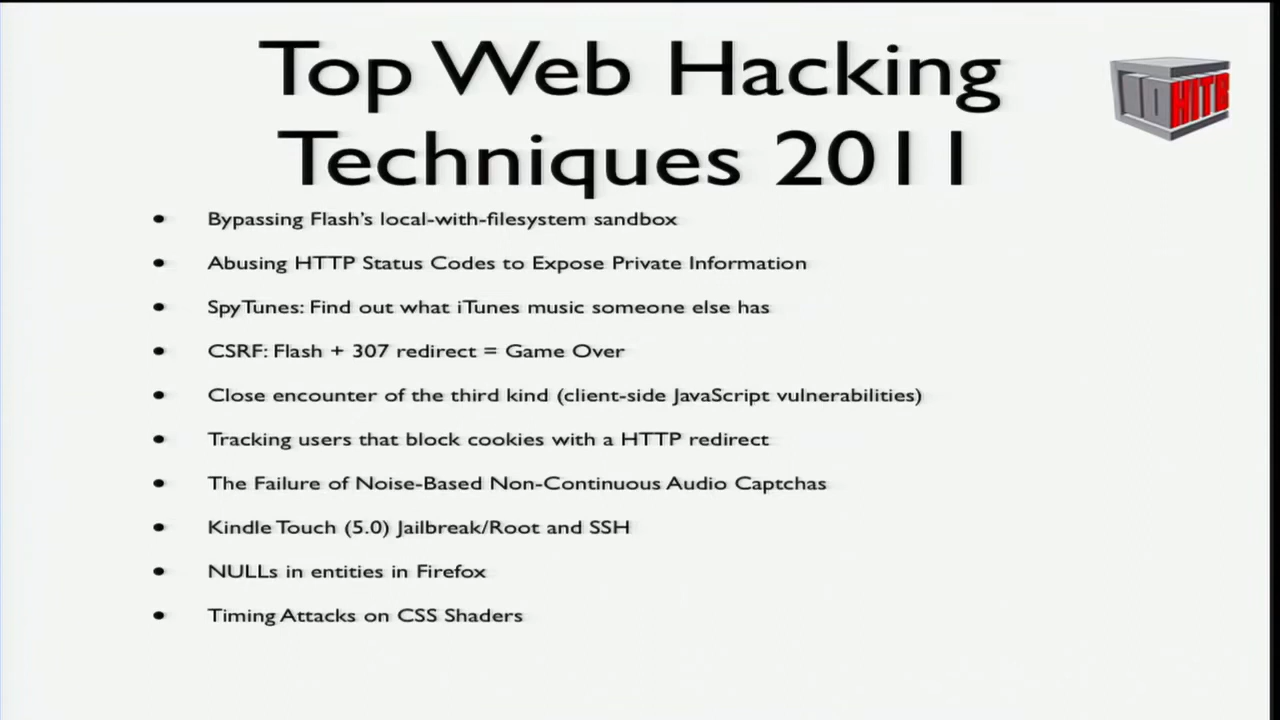 Top Web Hacking
Techniques 2011
HITB
• Bypassing Flash's local-with-filesystem sandbox
• Abusing HTTP Status Codes to Expose Private Information
• SpyTunes: Find out what iTunes music someone else has
• CSRF: Flash + 307 redirect = Game Over
• Close encounter of the third kind (client-side JavaScript vulnerabilities)
• Tracking users that block cookies with a HTTP redirect
• The Failure of Noise-Based Non-Continuous Audio Captchas
• Kindle Touch (5.0) Jailbreak/Root and SSH
• NULLs in entities in Firefox
• Timing Attacks on CSS Shaders